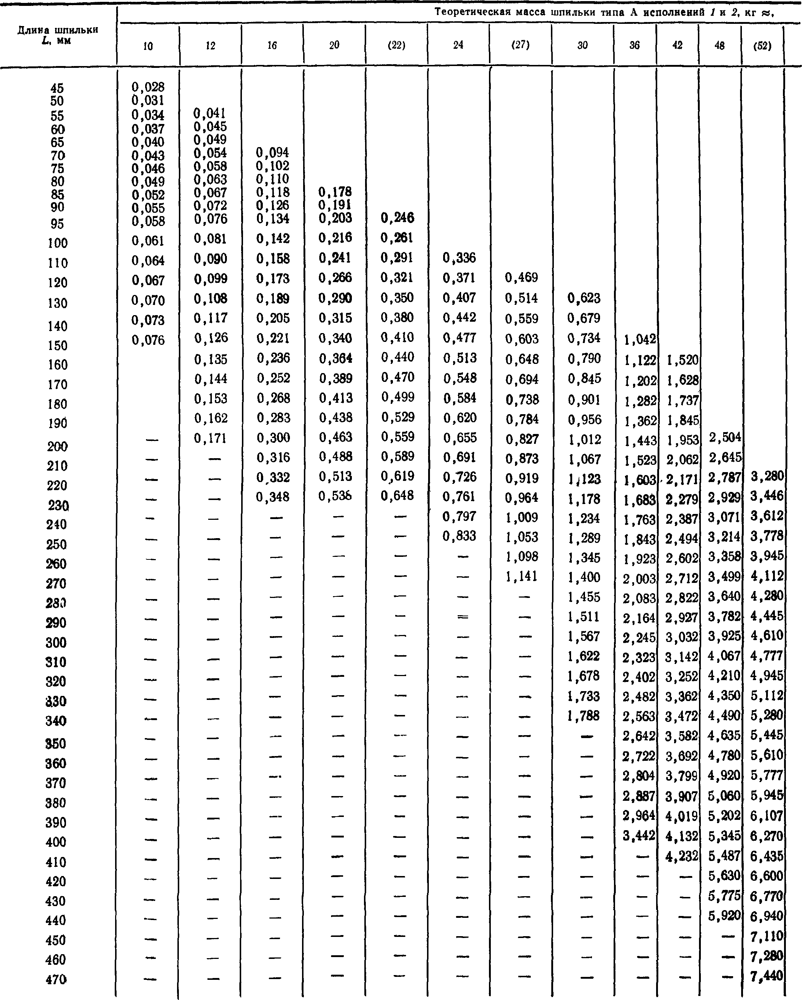 Теоретическая масса шпильки типа А исполнений 1 и 2, кг ≈,
Длина шпильки
L, мм
10 12 16 20 (22) 24 (27) 30 36 42 48 (52)
45 0,028
50 0,031
55 0,034 0,041
60 0,037 0,045
65 0,040 0,049
70 0,043 0,054 0,094
75 0,046 0,058 0,102
80 0,049 0,063 0,110
85 0,052 0,067 0,118 0,178
90 0,055 0,072 0,126 0,191
95 0,058 0,076 0,134 0,203 0,246
100 0,061 0,081 0,142 0,216 0,261
110 0,064 0,090 0,158 0,241 0,291 0,336
120 0,067 0,099 0,173 0,266 0,321 0,371 0,469
130 0,070 0,108 0,189 0,290 0,350 0,407 0,514 0,623
140 0,073 0,117 0,205 0,315 0,380 0,442 0,559 0,679
150 0,076 0,126 0,221 0,340 0,410 0,477 0,603 0,734 1,042
160 0,135 0,236 0,364 0,440 0,513 0,648 0,790 1,122 1,520
170 0,144 0,252 0,389 0,470 0,548 0,694 0,845 1,202 1,628
180 0,153 0,268 0,413 0,499 0,584 0,738 0,901 1,282 1,737
190 0,162 0,283 0,438 0,529 0,620 0,784 0,956 1,362 1,845
200 — 0,171 0,300 0,463 0,559 0,655 0,827 1,012 1,443 1,953 2,504
210 — — 0,316 0,488 0,589 0,691 0,873 1,067 1,523 2,062 2,645
220 — — 0,332 0,513 0,619 0,726 0,919 1,123 1,603 2,171 2,787 3,280
230 — — 0,348 0,538 0,648 0,761 0,964 1,178 1,683 2,279 2,929 3,446
240 — — — — — 0,797 1,009 1,234 1,763 2,387 3,071 3,612
250 — — — — — 0,833 1,053 1,289 1,843 2,494 3,214 3,778
260 — — — — — — 1,098 1,345 1,923 2,602 3,358 3,945
270 — — — — — — 1,141 1,400 2,003 2,712 3,499 4,112
280 — — — — — — — 1,455 2,083 2,822 3,640 4,280
290 — — — — — = — 1,511 2,164 2,927 3,782 4,445
300 — — — — — — — 1,567 2,245 3,032 3,925 4,610
310 — — — — — — — 1,622 2,323 3,142 4,067 4,777
320 — — — — — — — 1,678 2,402 3,252 4,210 4,945
330 — — — — — — — 1,733 2,482 3,362 4,350 5,112
340 — — — — — — — 1,788 2,563 3,472 4,490 5,280
350 — — — — — — — — 2,642 3,582 4,635 5,445
360 — — — — — — — — 2,722 3,692 4,780 5,610
370 — — — — — — — — 2,804 3,799 4,920 5,777
380 — — — — — — — — 2,887 3,907 5,060 5,945
390 — — — — — — — — 2,964 4,019 5,202 6,107
400 — — — — — — — — 3,442 4,132 5,345 6,270
410 — — — — — — — — — 4,232 5,487 6,435
420 — — — — — — — — — — 5,630 6,600
430 — — — — — — — — — — 5,775 6,770
440 — — — — — — — — — — 5,920 6,940
450 — — — — — — — — — — — 7,110
460 — — — — — — — — — — — 7,280
470 — — — — — — — — — — — 7,440